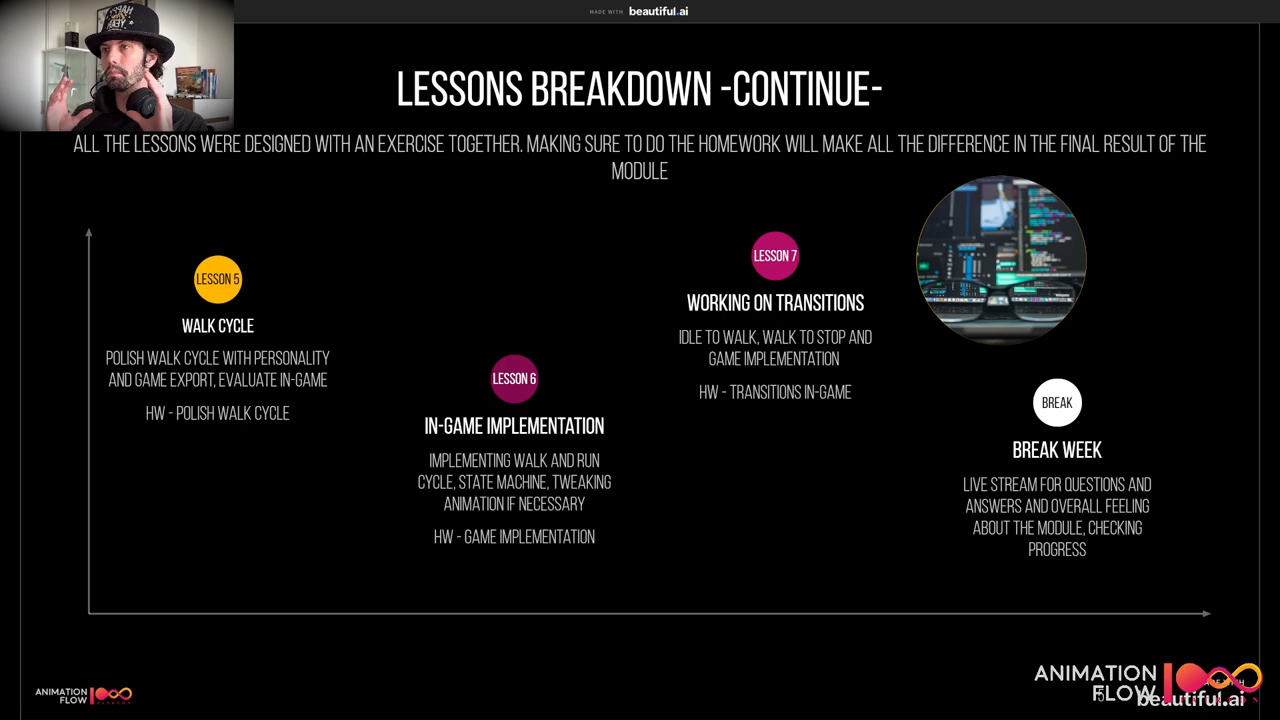 MADE WITH beautiful.ai
LESSONS BREAKDOWN -CONTINUE-
ALL THE LESSONS WERE DESIGNED WITH AN EXERCISE TOGETHER. MAKING SURE TO DO THE HOMEWORK WILL MAKE ALL THE DIFFERENCE IN THE FINAL RESULT OF THE
MODULE
LESSON 5
WALK CYCLE
POLISH WALK CYCLE WITH PERSONALITY
AND GAME EXPORT, EVALUATE IN-GAME
HW - POLISH WALK CYCLE
LESSON 6
IN-GAME IMPLEMENTATION
IMPLEMENTING WALK AND RUN
CYCLE, STATE MACHINE, TWEAKING
ANIMATION IF NECESSARY
HW - GAME IMPLEMENTATION
LESSON 7
WORKING ON TRANSITIONS
IDLE TO WALK, WALK TO STOP AND
GAME IMPLEMENTATION
HW - TRANSITIONS IN-GAME
BREAK
BREAK WEEK
LIVE STREAM FOR QUESTIONS AND
ANSWERS AND OVERALL FEELING
ABOUT THE MODULE, CHECKING
PROGRESS
ANIMATION
FLOW
ANIMATION
FLOW
beautiful.ai